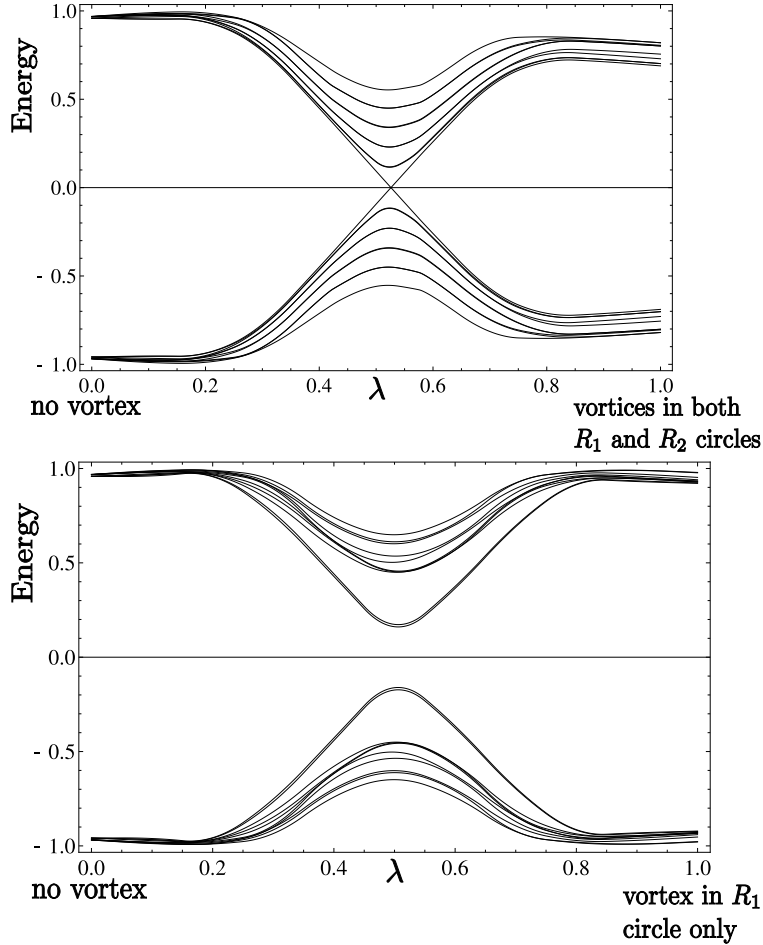 1.0
0.5
0.0
- 0.5
- 1.0
Energy
0.0 0.2 0.4 0.6 0.8 1.0
λ
no vortex
vortices in both
R₁ and R₂ circles
1.0
0.5
0.0
- 0.5
- 1.0
Energy
0.0 0.2 0.4 0.6 0.8 1.0
λ
no vortex
vortex in R₁
circle only